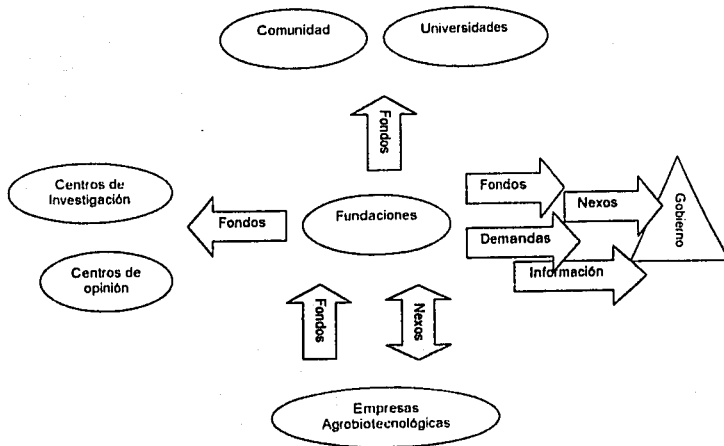 Comunidad
Universidades
Fondos
Centros de
Investigación
Fondos
Fundaciones
Fondos
Nexos
Gobierno
Demandas
Información
Centros de
opinión
Fondos
Nexos
Empresas
Agrobiotecnológicas